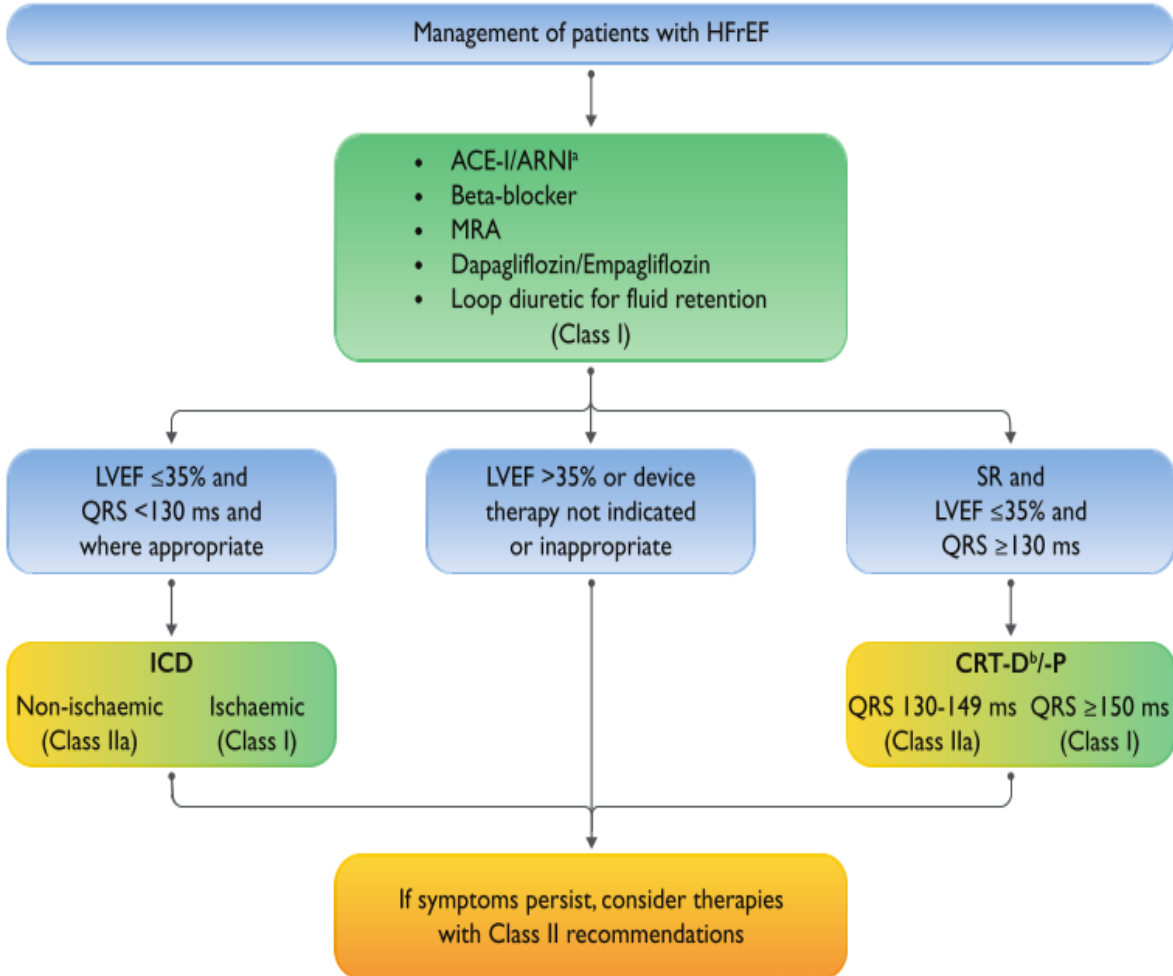 Management of patients with HFrEF
• ACE-I/ARNIᵃ
• Beta-blocker
• MRA
• Dapagliflozin/Empagliflozin
• Loop diuretic for fluid retention
(Class I)
LVEF ≤35% and
QRS <130 ms and
where appropriate
LVEF >35% or device
therapy not indicated
or inappropriate
SR and
LVEF ≤35% and
QRS ≥130 ms
ICD
Non-ischaemic
(Class IIa)
Ischaemic
(Class I)
CRT-Dᵇ/-P
QRS 130-149 ms
(Class IIa)
QRS ≥150 ms
(Class I)
If symptoms persist, consider therapies
with Class II recommendations